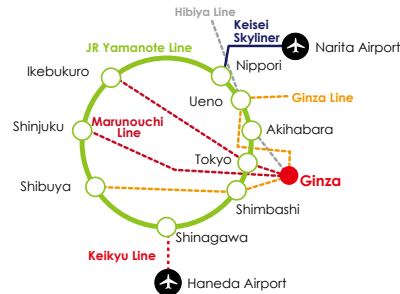 Hibiya Line
Keisei
Skyliner
Narita Airport
JR Yamanote Line
Nippori
Ikebukuro
Ueno
Ginza Line
Marunouchi
Line
Shinjuku
Akihabara
Tokyo
Ginza
Shibuya
Shimbashi
Shinagawa
Keikyu Line
Haneda Airport